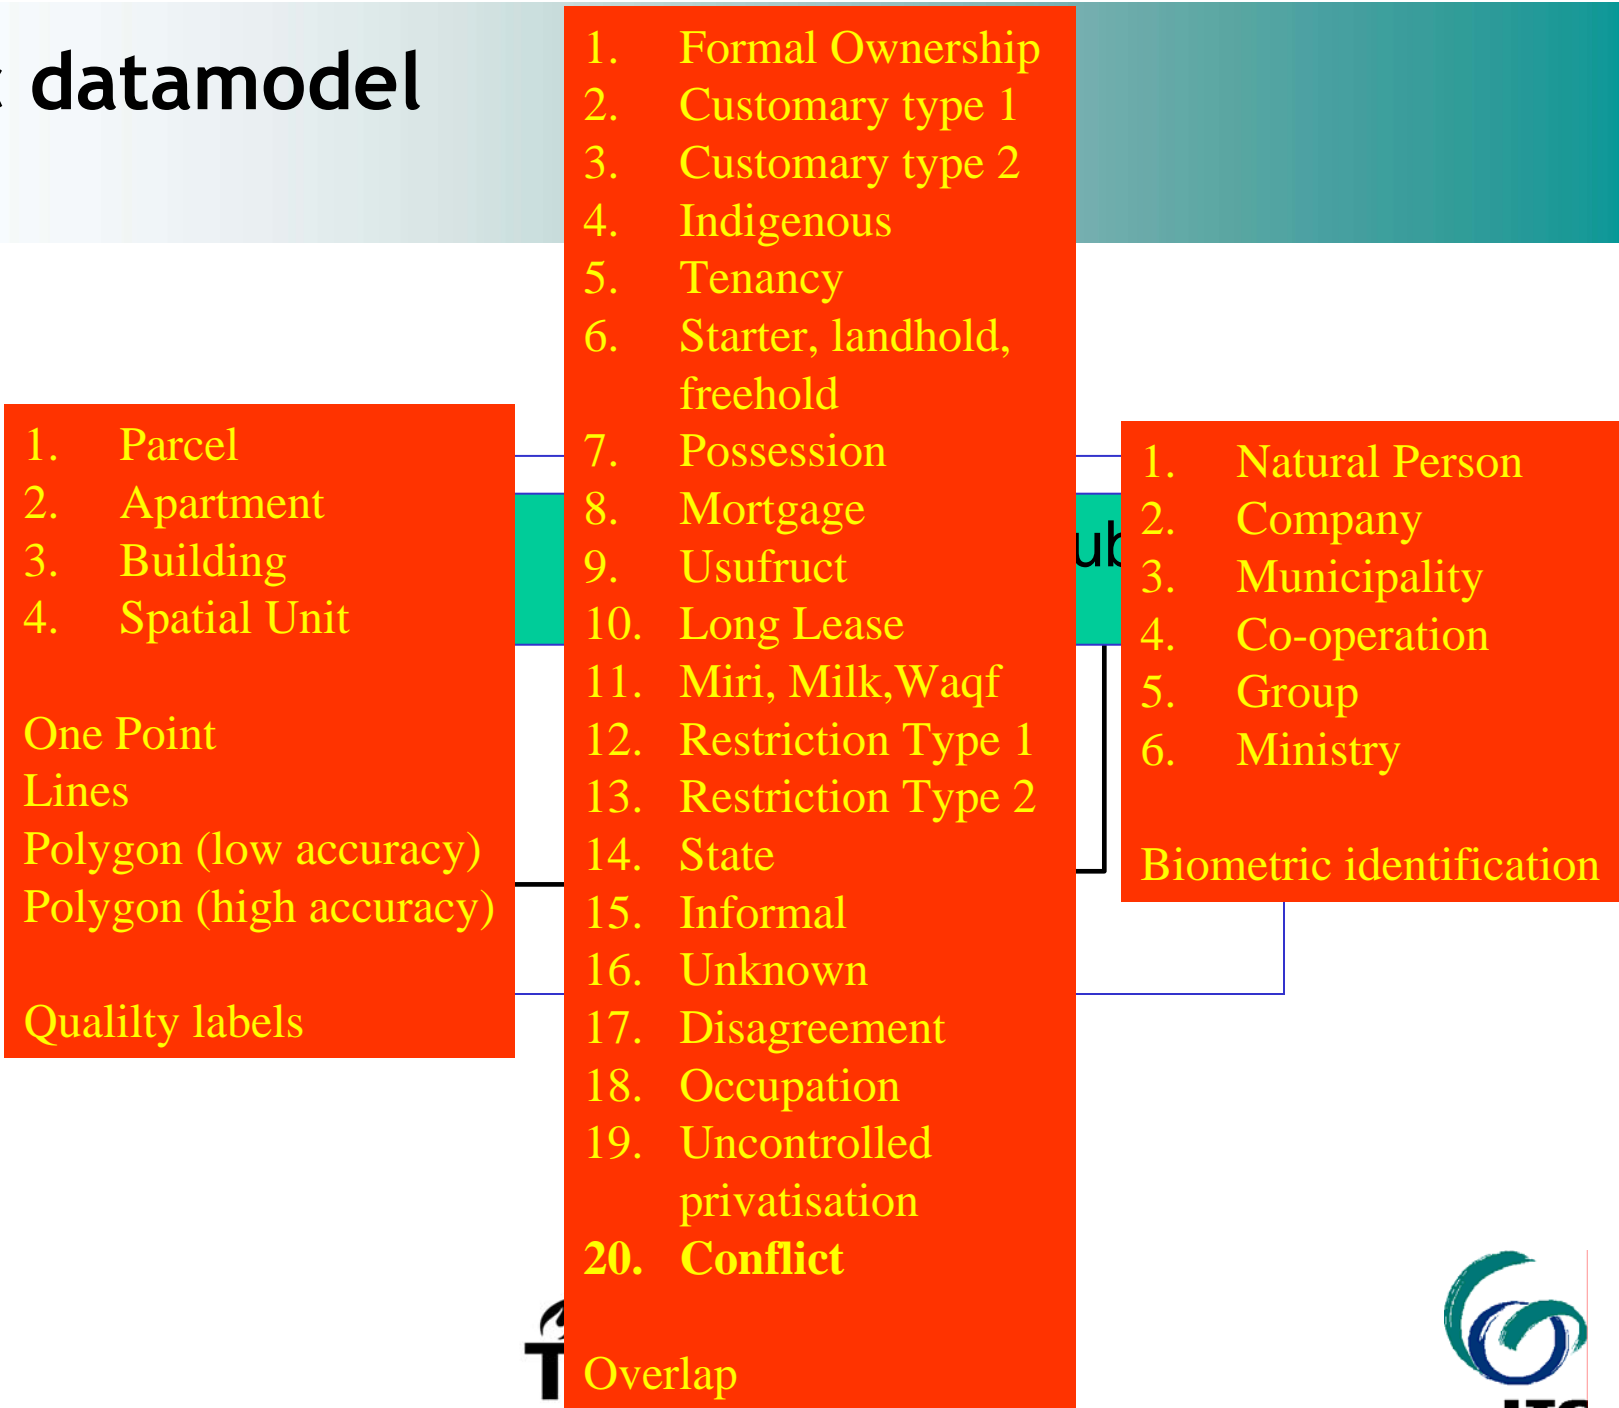 datamodel
1. Formal Ownership
2. Customary type 1
3. Customary type 2
4. Indigenous
5. Tenancy
6. Starter, landhold,
freehold
7. Possession
8. Mortgage
9. Usufruct
10. Long Lease
11. Miri, Milk,Waqf
12. Restriction Type 1
13. Restriction Type 2
14. State
15. Informal
16. Unknown
17. Disagreement
18. Occupation
19. Uncontrolled
privatisation
20. Conflict
Overlap
1. Parcel
2. Apartment
3. Building
4. Spatial Unit
One Point
Lines
Polygon (low accuracy)
Polygon (high accuracy)
Qualilty labels
1. Natural Person
2. Company
3. Municipality
4. Co-operation
5. Group
6. Ministry
Biometric identification